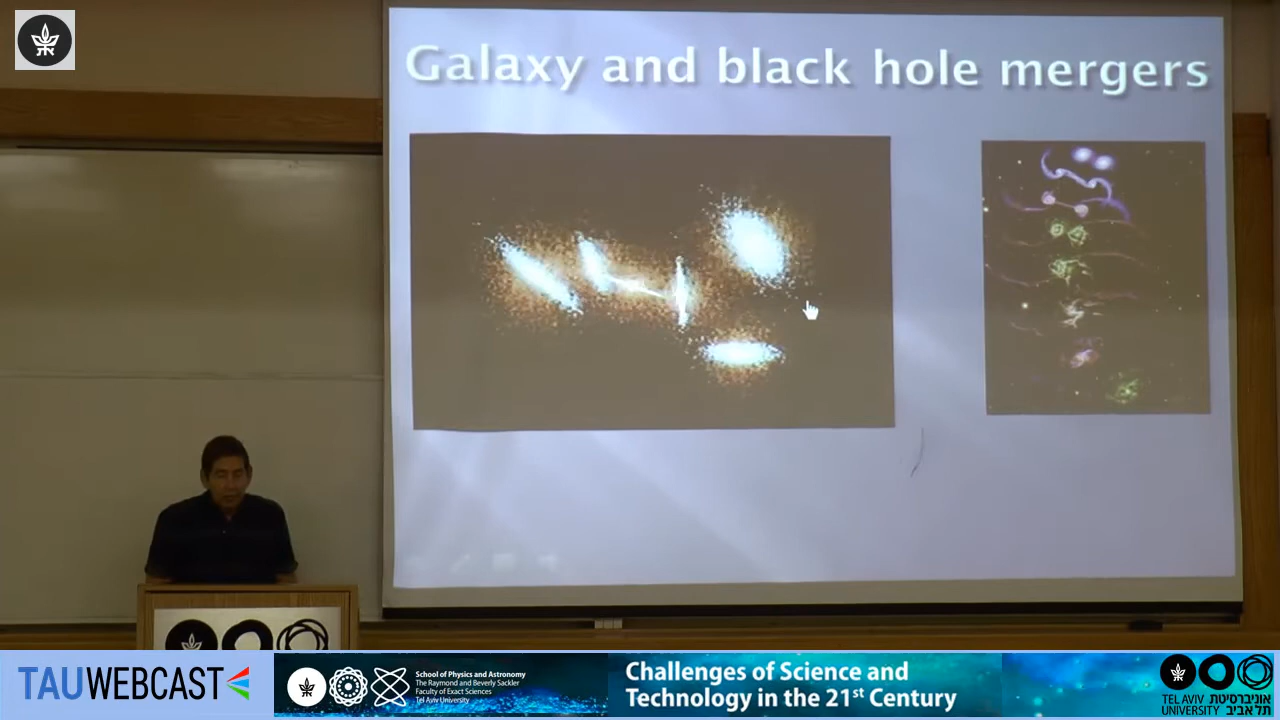 Galaxy and black hole mergers
TAUWEBCAST
School of Physics and Astronomy
The Raymond and Beverly Sackler
Faculty of Exact Sciences
Tel Aviv University
Challenges of Science and
Technology in the 21st Century
TEL AVIV אוניברסיטת
UNIVERSITY תל אביב